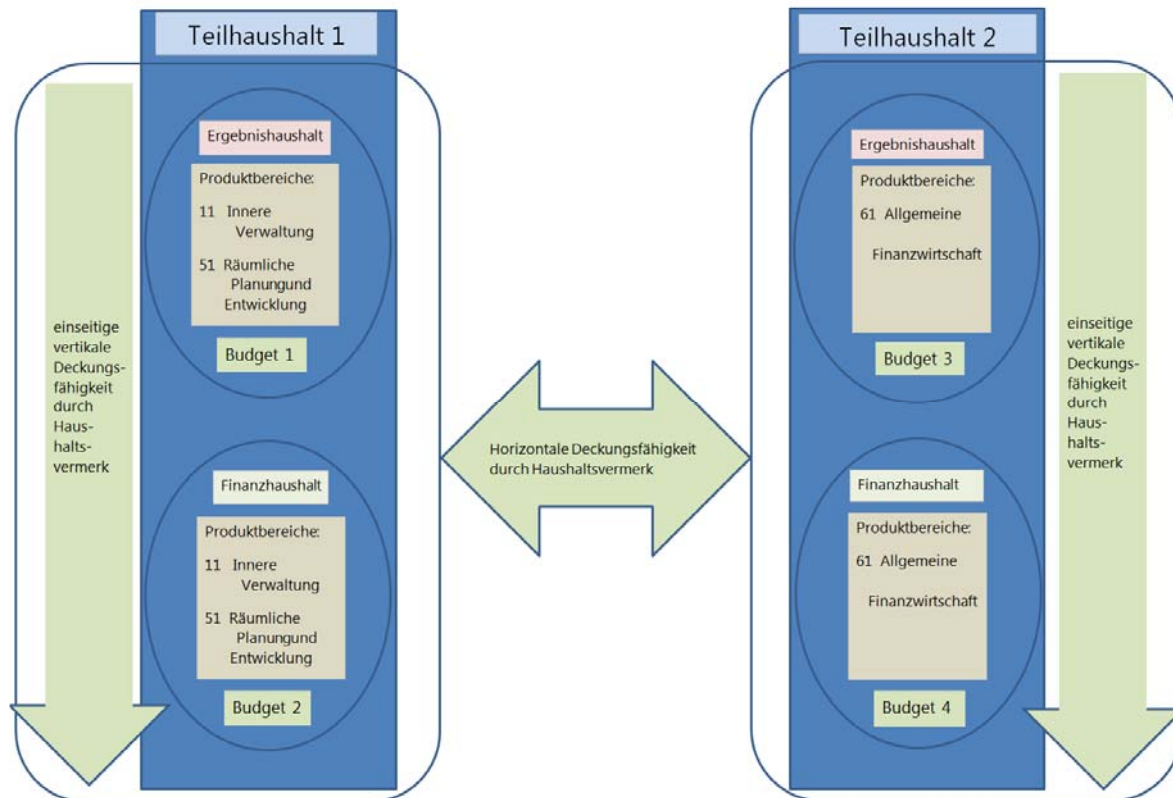 Teilhaushalt 1
Ergebnishaushalt
Produktbereiche:
11 Innere
Verwaltung
51 Räumliche
Planungund
Entwicklung
Budget 1
einseitige
vertikale
Deckungs-
fähigkeit
durch
Haus-
halts-
vermerk
Finanzhaushalt
Produktbereiche:
11 Innere
Verwaltung
51 Räumliche
Planungund
Entwicklung
Budget 2
Horizontale Deckungsfähigkeit
durch Haushaltsvermerk
Teilhaushalt 2
Ergebnishaushalt
Produktbereiche:
61 Allgemeine
Finanzwirtschaft
Budget 3
einseitige
vertikale
Deckungs-
fähigkeit
durch
Haus-
halts-
vermerk
Finanzhaushalt
Produktbereiche:
61 Allgemeine
Finanzwirtschaft
Budget 4